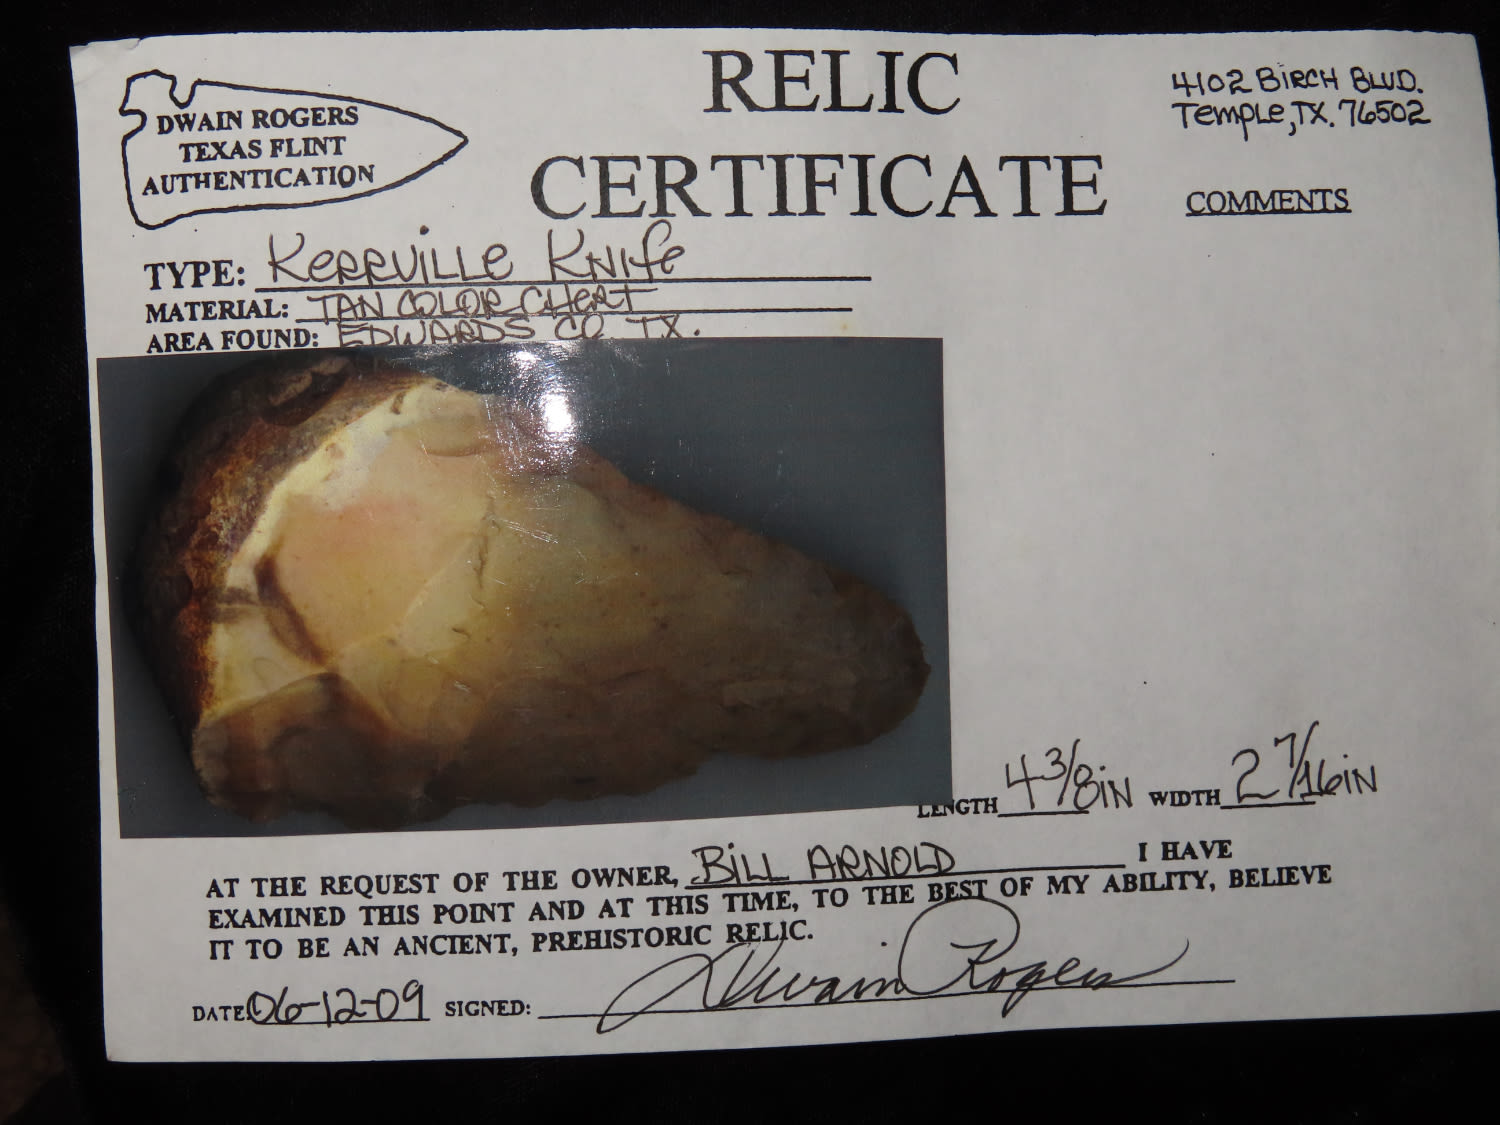 DWAIN ROGERS
TEXAS FLINT
AUTHENTICATION
RELIC
CERTIFICATE
4102 BIRCH BLVD.
Temple, TX. 76502
COMMENTS
TYPE: KERRVILLE KNIFE
MATERIAL: TAN COLOR CHERT
AREA FOUND: EDWARDS CO. TX.
LENGTH 4 3/8 IN WIDTH 2 7/16 IN
AT THE REQUEST OF THE OWNER, BILL ARNOLD I HAVE
EXAMINED THIS POINT AND AT THIS TIME, TO THE BEST OF MY ABILITY, BELIEVE
IT TO BE AN ANCIENT, PREHISTORIC RELIC.
DATE: 06-12-09 SIGNED: Dwain Rogers